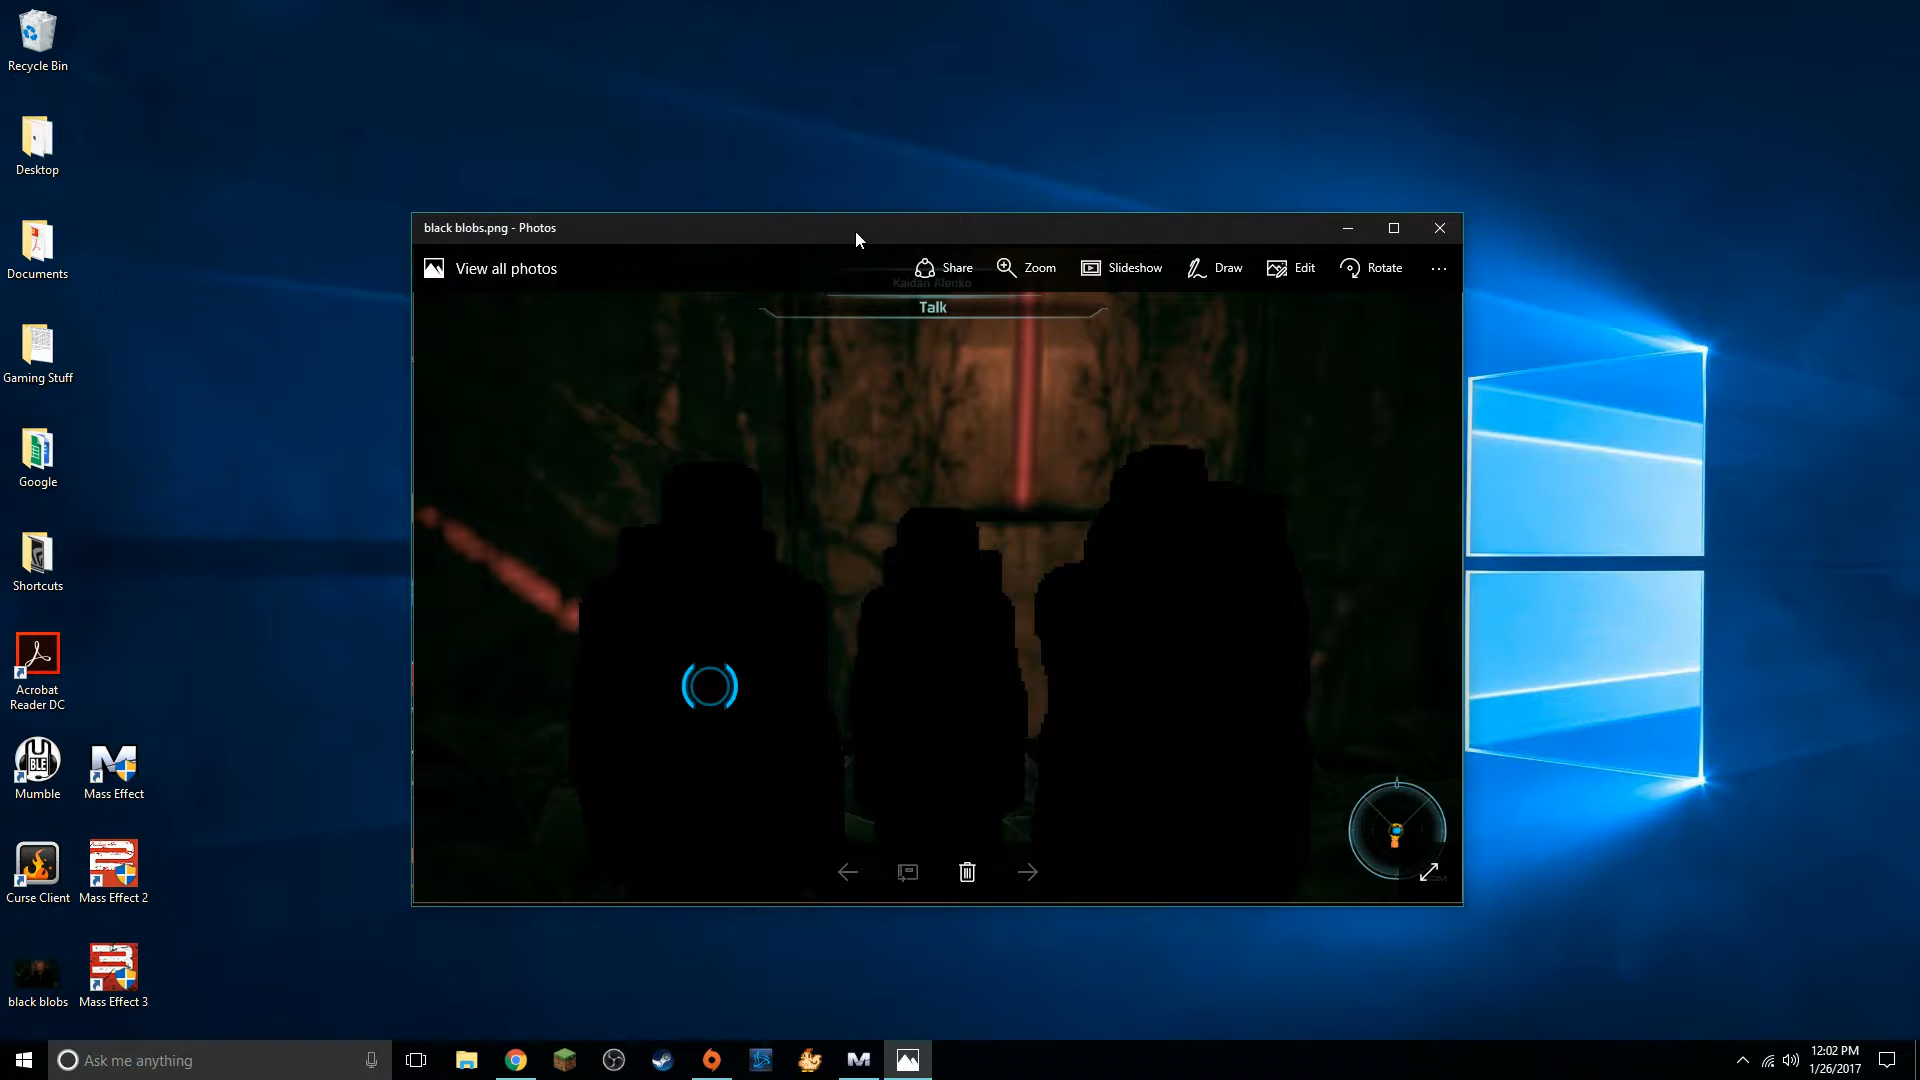 Recycle Bin
Desktop
Documents
Gaming Stuff
Google
Shortcuts
Acrobat
Reader DC
Mumble
Mass Effect
Curse Client
Mass Effect 2
black blobs
Mass Effect 3
black blobs.png - Photos
View all photos
Share
Zoom
Slideshow
Draw
Edit
Rotate
Kaidan Alenko
Talk
BLE
Ask me anything
12:02 PM
1/26/2017